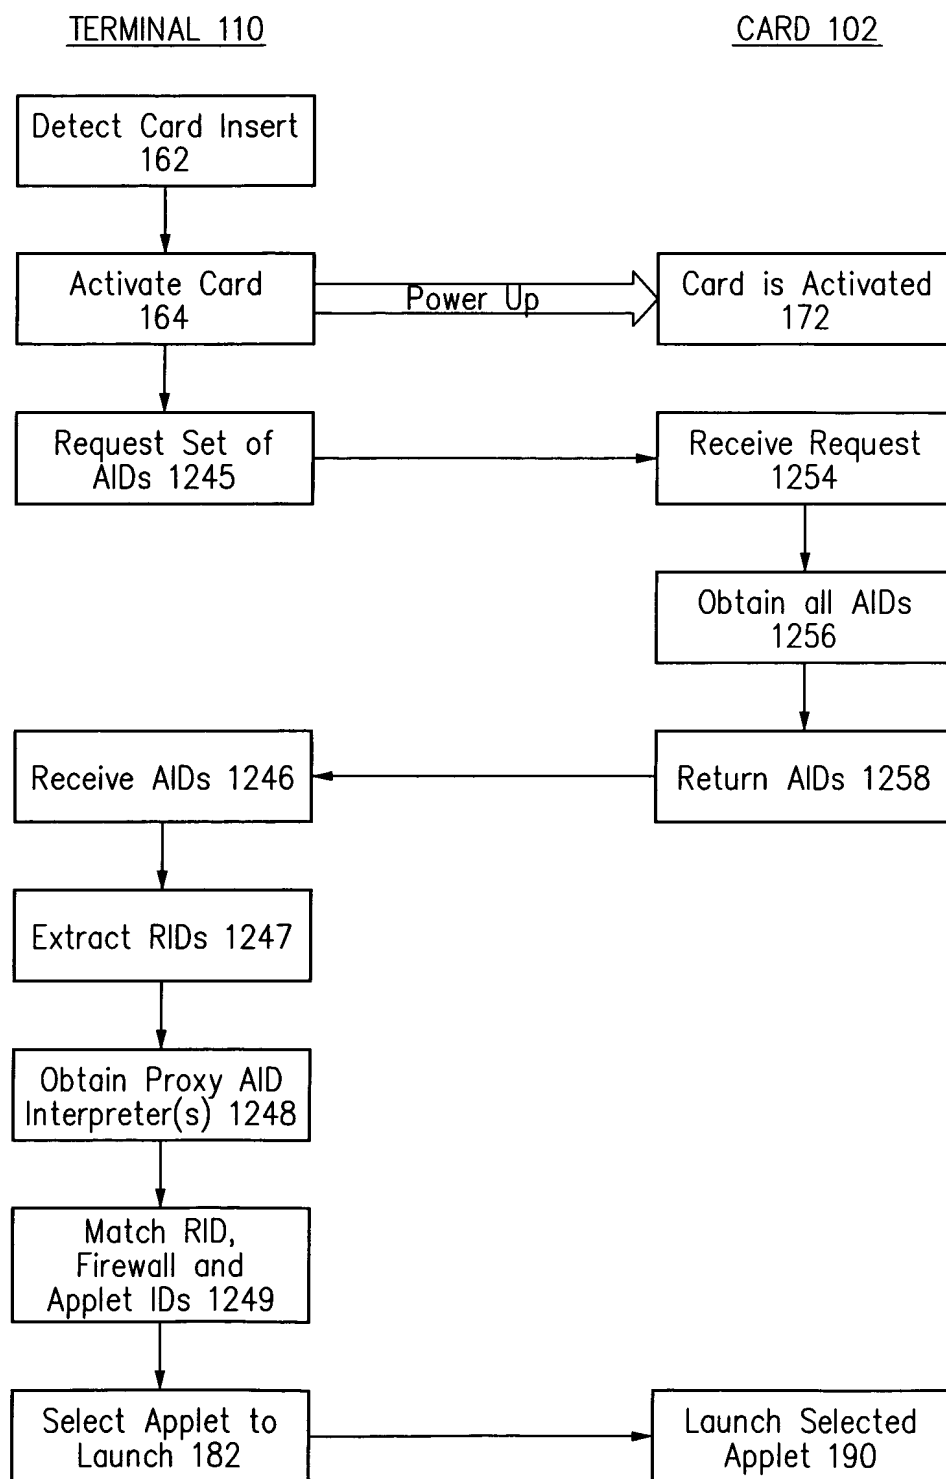 TERMINAL 110
CARD 102
Detect Card Insert
162
Activate Card
164
Power Up
Card is Activated
172
Request Set of
AIDs 1245
Receive Request
1254
Obtain all AIDs
1256
Receive AIDs 1246
Return AIDs 1258
Extract RIDs 1247
Obtain Proxy AID
Interpreter(s) 1248
Match RID,
Firewall and
Applet IDs 1249
Select Applet to
Launch 182
Launch Selected
Applet 190